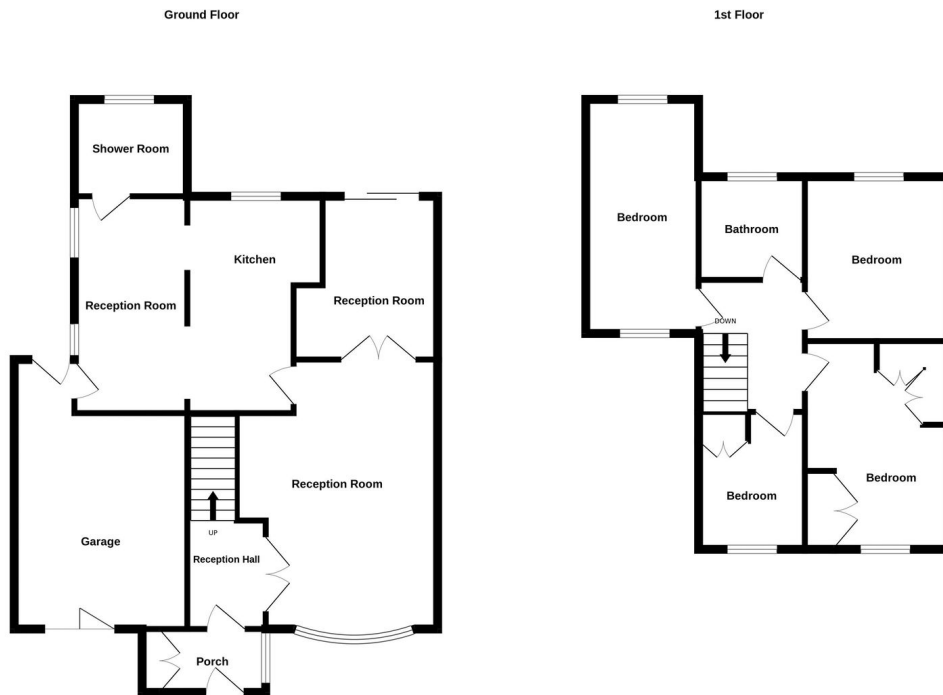 Ground Floor
Shower Room
Kitchen
Reception Room
Reception Room
Reception Room
UP
Garage
Reception Hall
Porch
1st Floor
Bedroom
Bathroom
Bedroom
DOWN
Bedroom
Bedroom